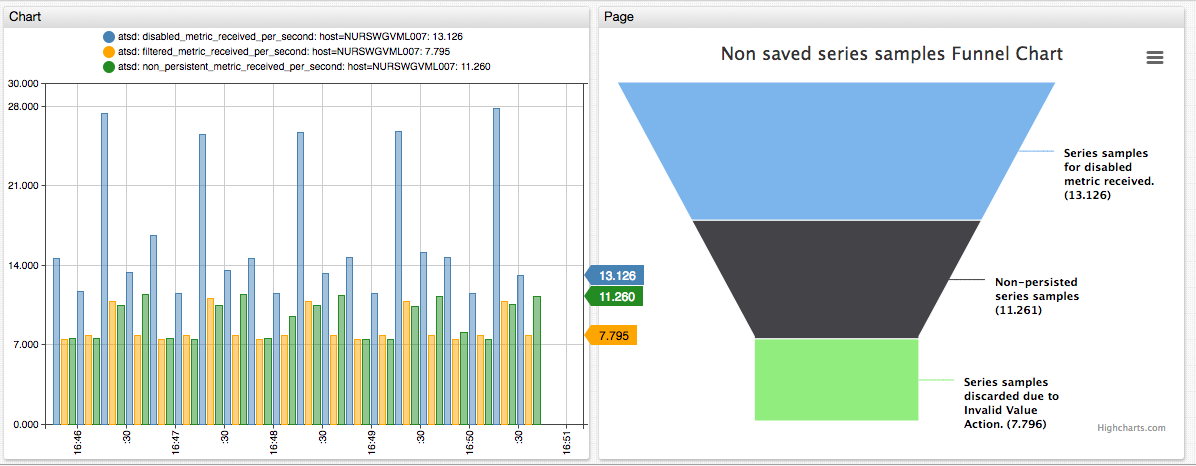 Chart
atsd: disabled_metric_received_per_second: host=NURSWGVML007: 13.126
atsd: filtered_metric_received_per_second: host=NURSWGVML007: 7.795
atsd: non_persistent_metric_received_per_second: host=NURSWGVML007: 11.260
30.000
28.000
21.000
14.000
7.000
0.000
16:46
:30
16:47
:30
16:48
:30
16:49
:30
16:50
:30
16:51
13.126
11.260
7.795
Page
Non saved series samples Funnel Chart
Series samples
for disabled
metric received.
(13.126)
Non-persisted
series samples
(11.261)
Series samples
discarded due to
Invalid Value
Action. (7.796)
Highcharts.com